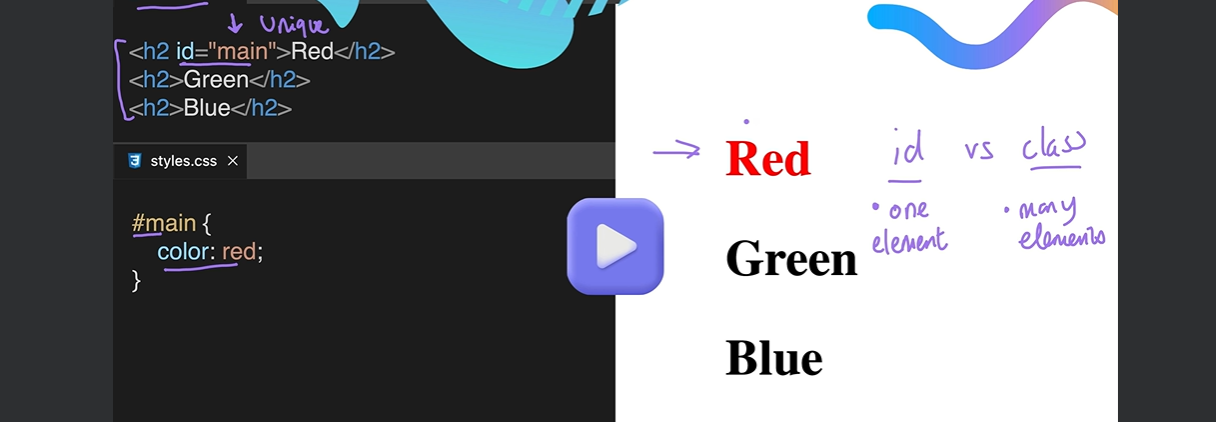 ↓ Unique
<h2 id="main">Red</h2>
<h2>Green</h2>
<h2>Blue</h2>
styles.css ×
#main {
color: red;
}
→ Red
Green
Blue
id vs class
• one
element
• many
elements